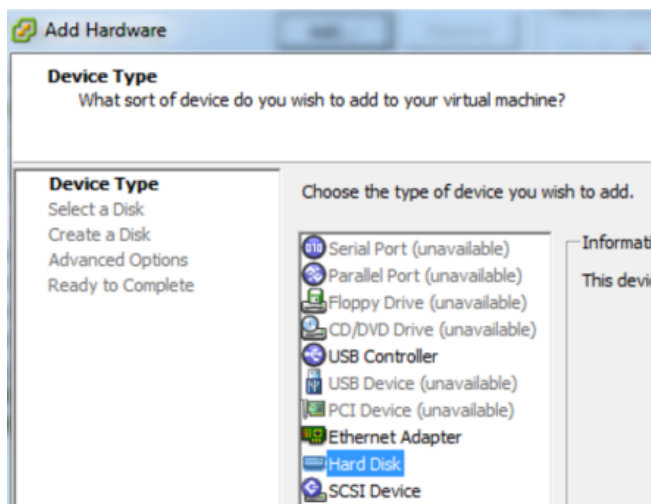 Add Hardware
Device Type
What sort of device do you wish to add to your virtual machine?
Device Type
Select a Disk
Create a Disk
Advanced Options
Ready to Complete
Choose the type of device you wish to add.
Serial Port (unavailable)
Parallel Port (unavailable)
Floppy Drive (unavailable)
CD/DVD Drive (unavailable)
USB Controller
USB Device (unavailable)
PCI Device (unavailable)
Ethernet Adapter
Hard Disk
SCSI Device
Informati
This devi